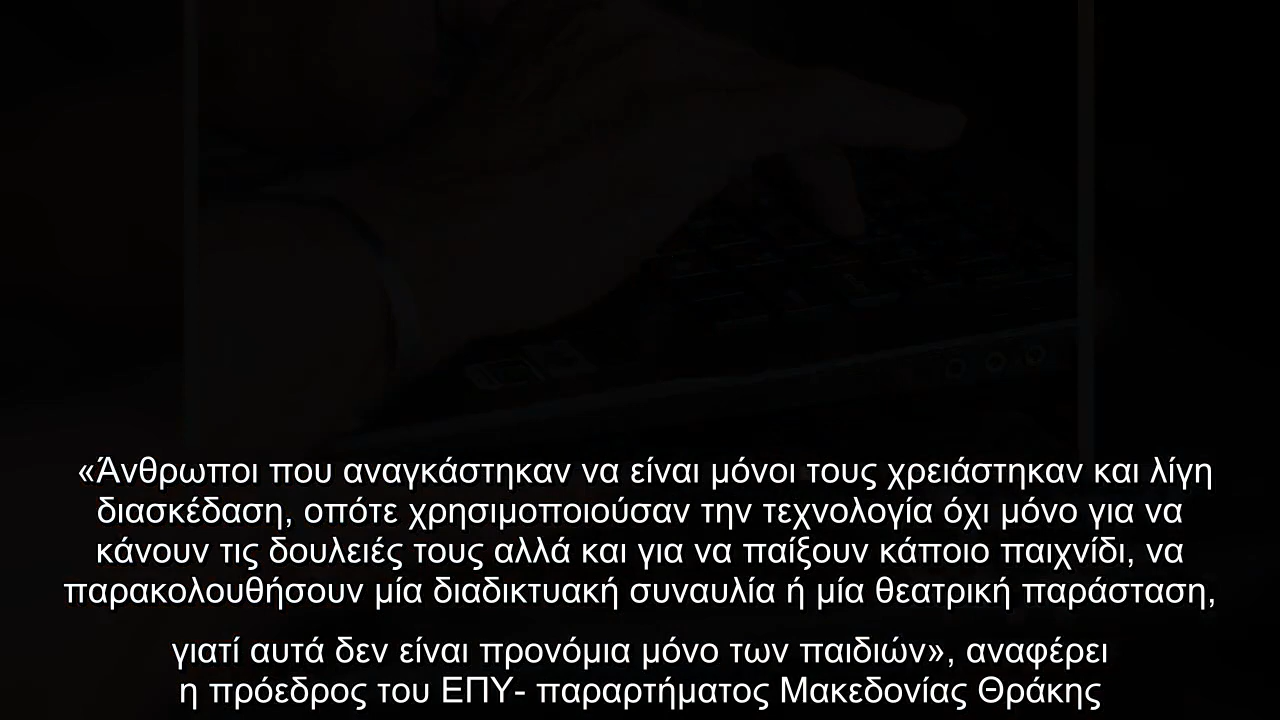 «Άνθρωποι που αναγκάστηκαν να είναι μόνοι τους χρειάστηκαν και λίγη
διασκέδαση, οπότε χρησιμοποιούσαν την τεχνολογία όχι μόνο για να
κάνουν τις δουλειές τους αλλά και για να παίξουν κάποιο παιχνίδι, να
παρακολουθήσουν μία διαδικτυακή συναυλία ή μία θεατρική παράσταση,
γιατί αυτά δεν είναι προνόμια μόνο των παιδιών», αναφέρει
η πρόεδρος του ΕΠΥ- παραρτήματος Μακεδονίας Θράκης